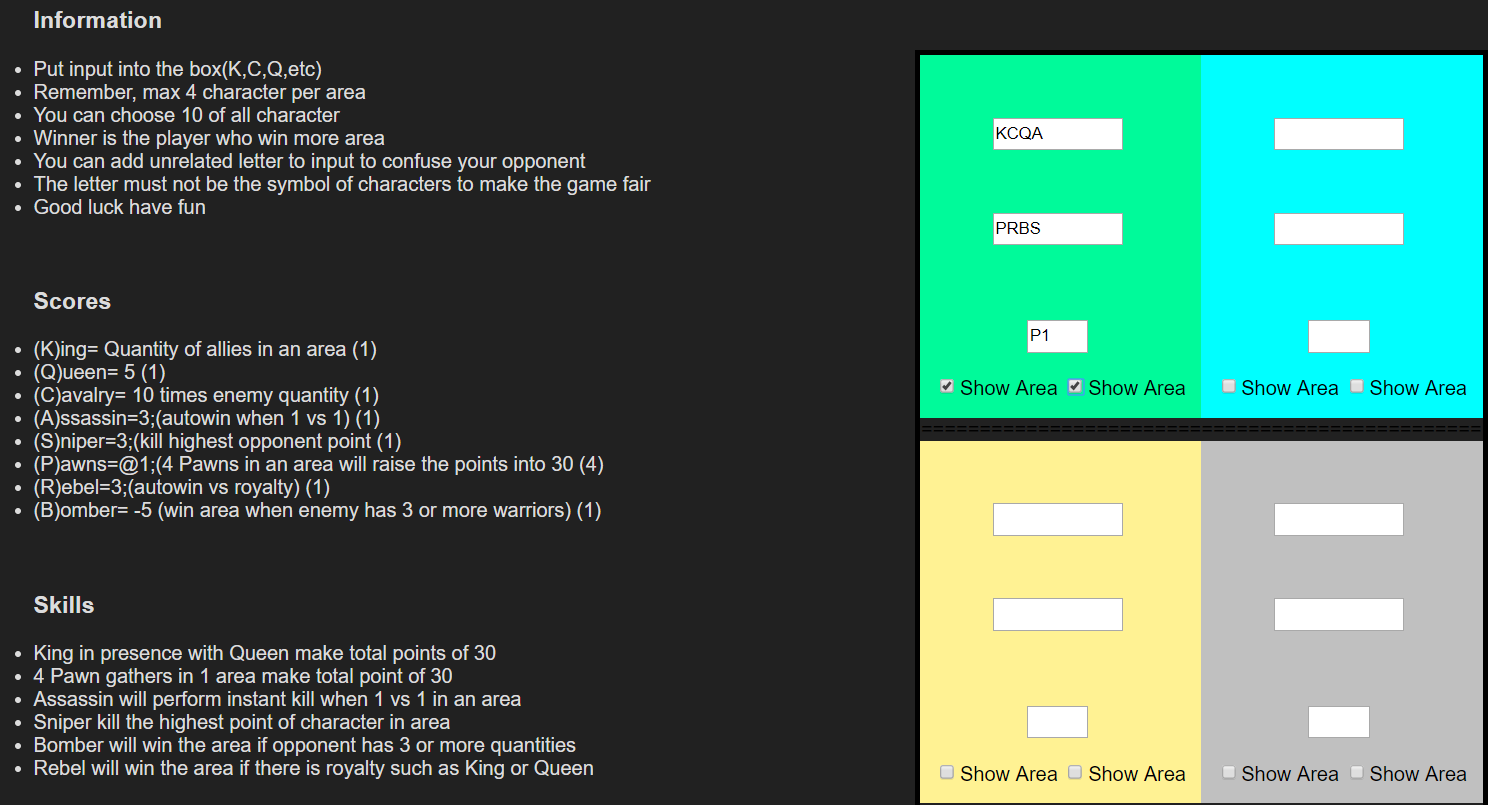 Information
Put input into the box(K,C,Q,etc)
Remember, max 4 character per area
You can choose 10 of all character
Winner is the player who win more area
You can add unrelated letter to input to confuse your opponent
The letter must not be the symbol of characters to make the game fair
Good luck have fun
Scores
(K)ing= Quantity of allies in an area (1)
(Q)ueen= 5 (1)
(C)avalry= 10 times enemy quantity (1)
(A)ssassin=3;(autowin when 1 vs 1) (1)
(S)niper=3;(kill highest opponent point (1)
(P)awns=@1;(4 Pawns in an area will raise the points into 30 (4)
(R)ebel=3;(autowin vs royalty) (1)
(B)omber= -5 (win area when enemy has 3 or more warriors) (1)
Skills
King in presence with Queen make total points of 30
4 Pawn gathers in 1 area make total point of 30
Assassin will perform instant kill when 1 vs 1 in an area
Sniper kill the highest point of character in area
Bomber will win the area if opponent has 3 or more quantities
Rebel will win the area if there is royalty such as King or Queen
KCQA
PRBS
P1
Show Area Show Area
Show Area Show Area
Show Area Show Area
Show Area Show Area